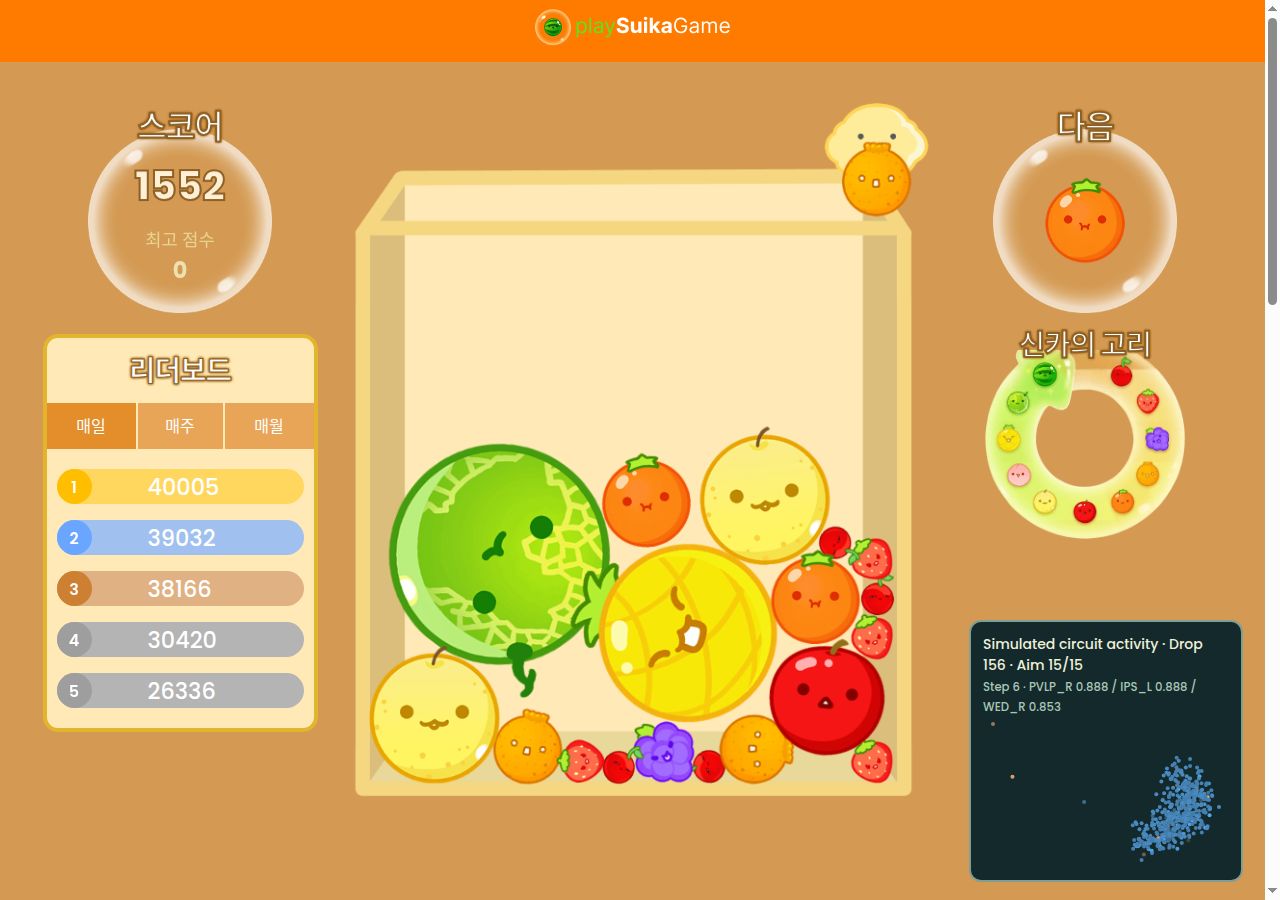 playSuikaGame
스코어
1552
최고 점수
0
다음
신카의 고리
리더보드
매일 매주 매월
1 40005
2 39032
3 38166
4 30420
5 26336
Simulated circuit activity · Drop
156 · Aim 15/15
Step 6 · PVLP_R 0.888 / IPS_L 0.888 /
WED_R 0.853